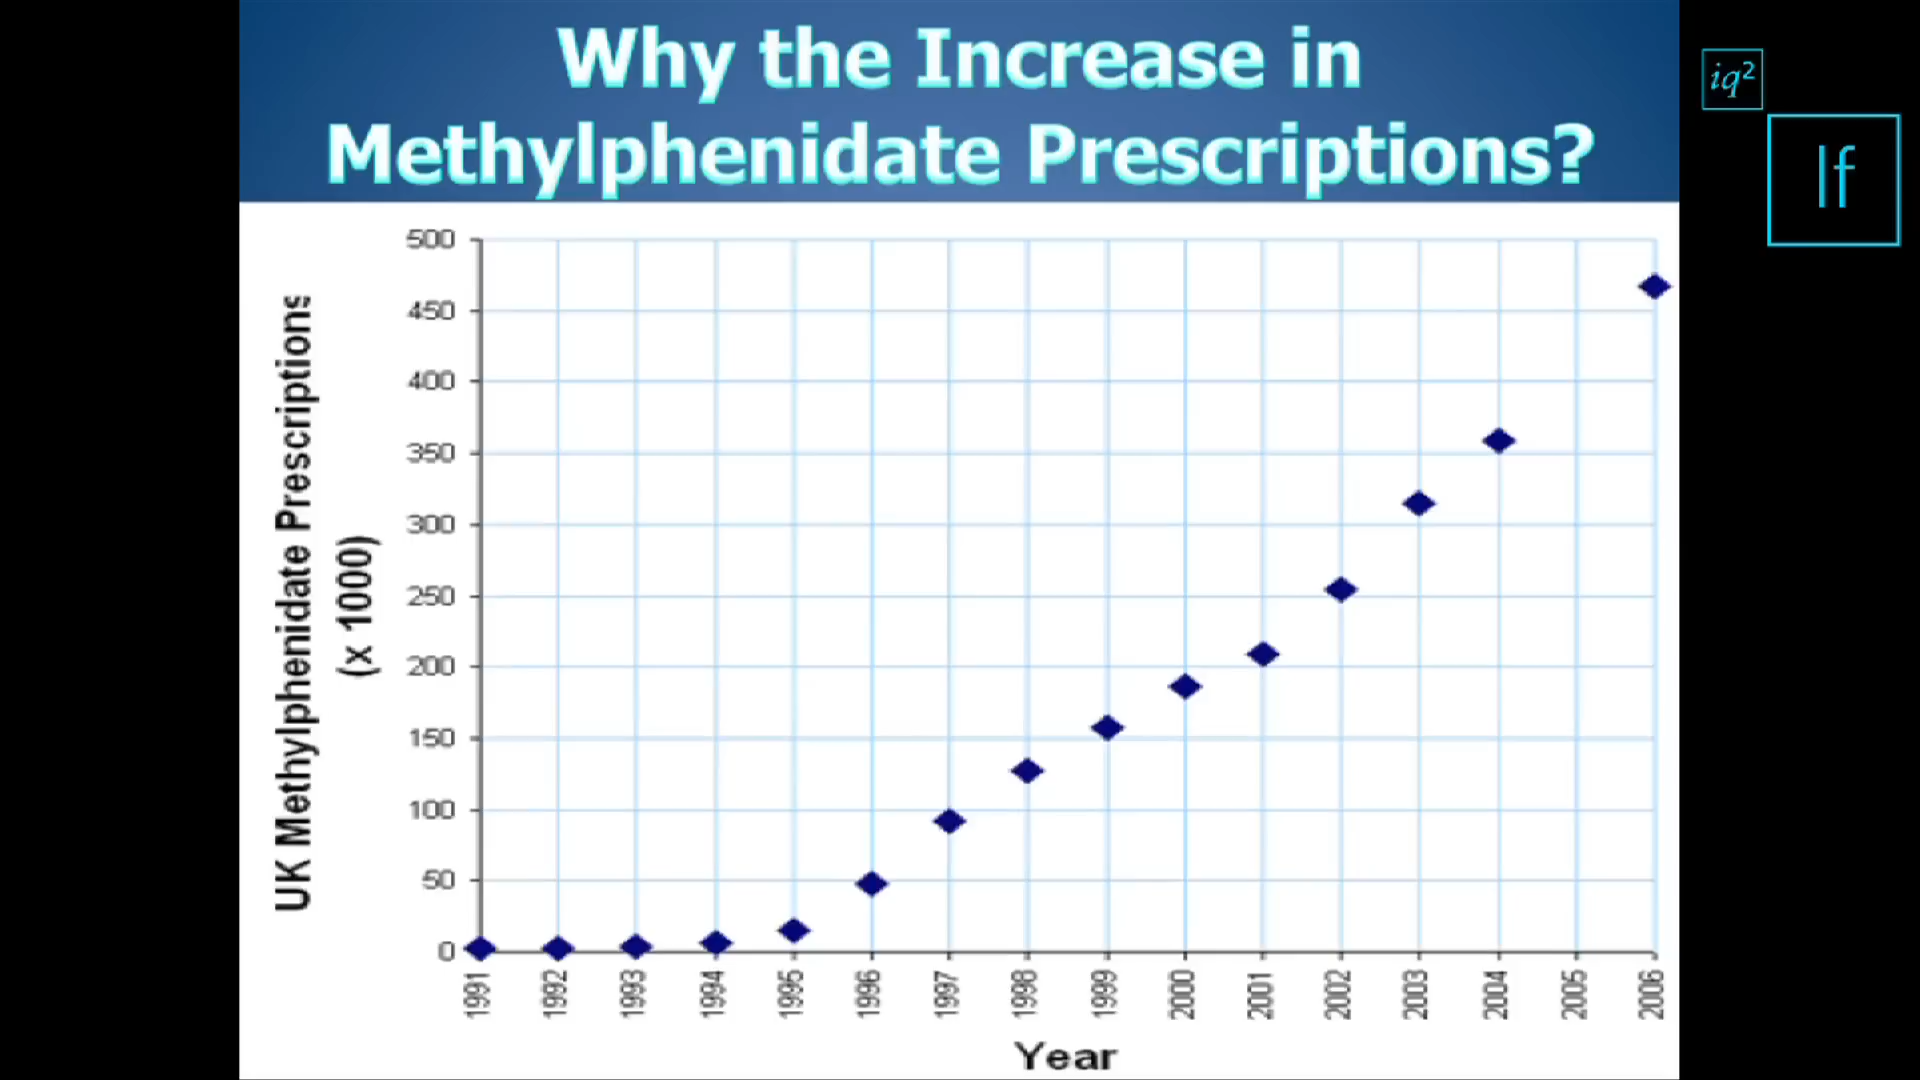 Why the Increase in
Methylphenidate Prescriptions?
iq²
If
UK Methylphenidate Prescriptions
(x 1000)
500
450
400
350
300
250
200
150
100
50
0
1991 1992 1993 1994 1995 1996 1997 1998 1999 2000 2001 2002 2003 2004 2005 2006
Year